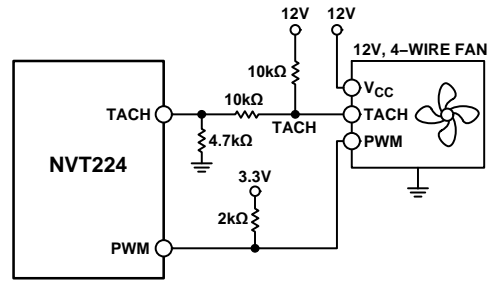 12V 12V
12V, 4–WIRE FAN
10kΩ
VCC
10kΩ
TACH TACH TACH
4.7kΩ
PWM
NVT224
3.3V
2kΩ
PWM